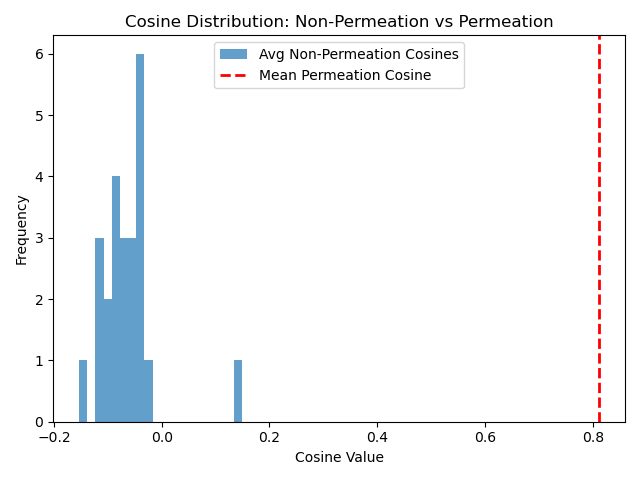 Cosine Distribution: Non-Permeation vs Permeation
Avg Non-Permeation Cosines
Mean Permeation Cosine
Frequency
6
5
4
3
2
1
0
−0.2 0.0 0.2 0.4 0.6 0.8
Cosine Value